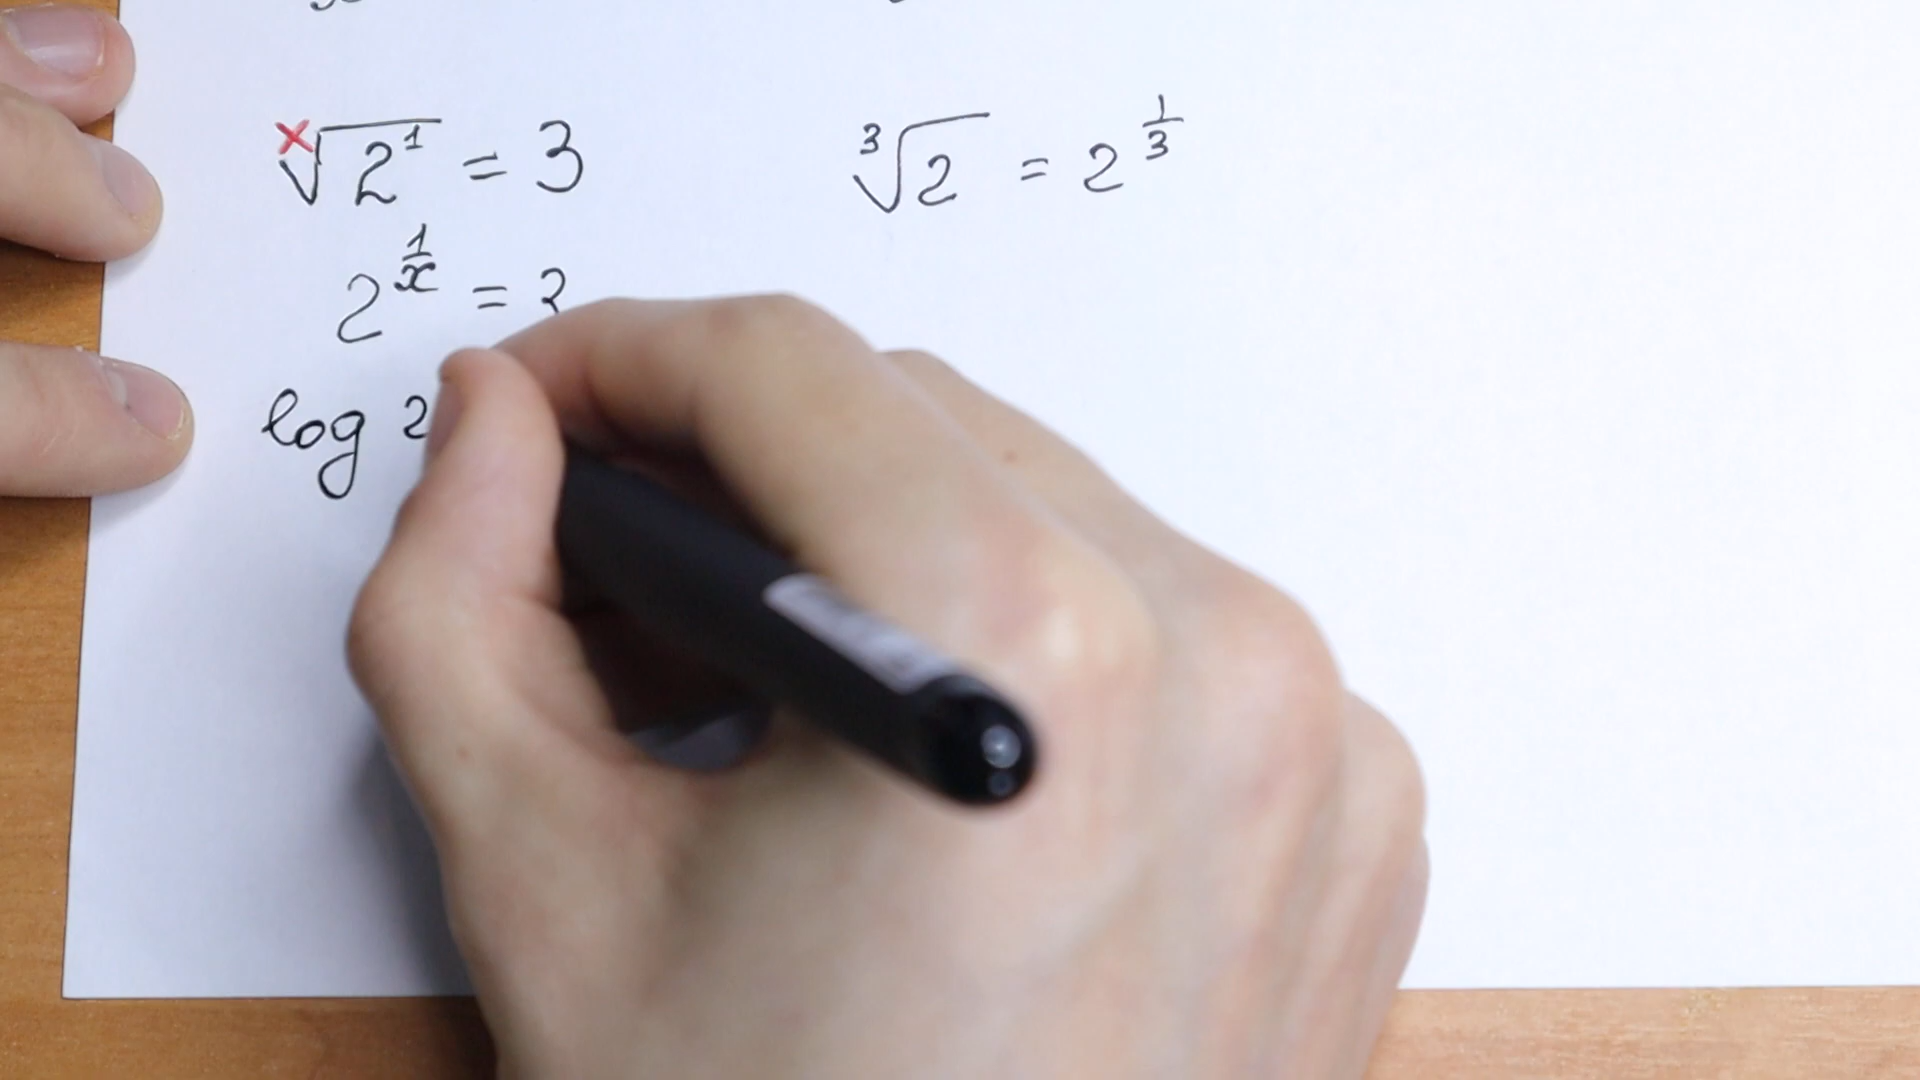 ˣ√2¹ = 3
³√2 = 2^(1/3)
2^(1/x) = 3
log 2